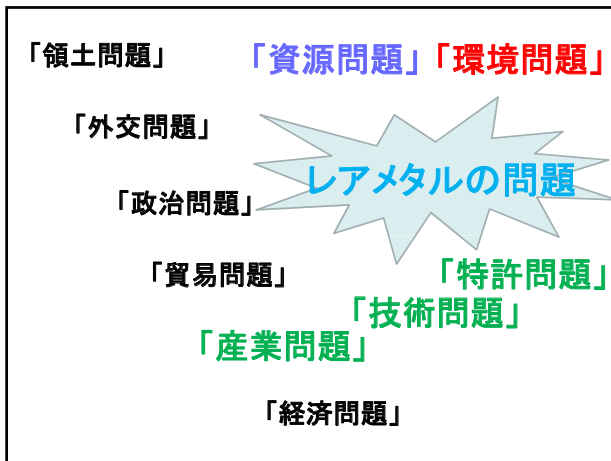 「領土問題」
「資源問題」
「環境問題」
「外交問題」
レアメタルの問題
「政治問題」
「貿易問題」
「特許問題」
「技術問題」
「産業問題」
「経済問題」